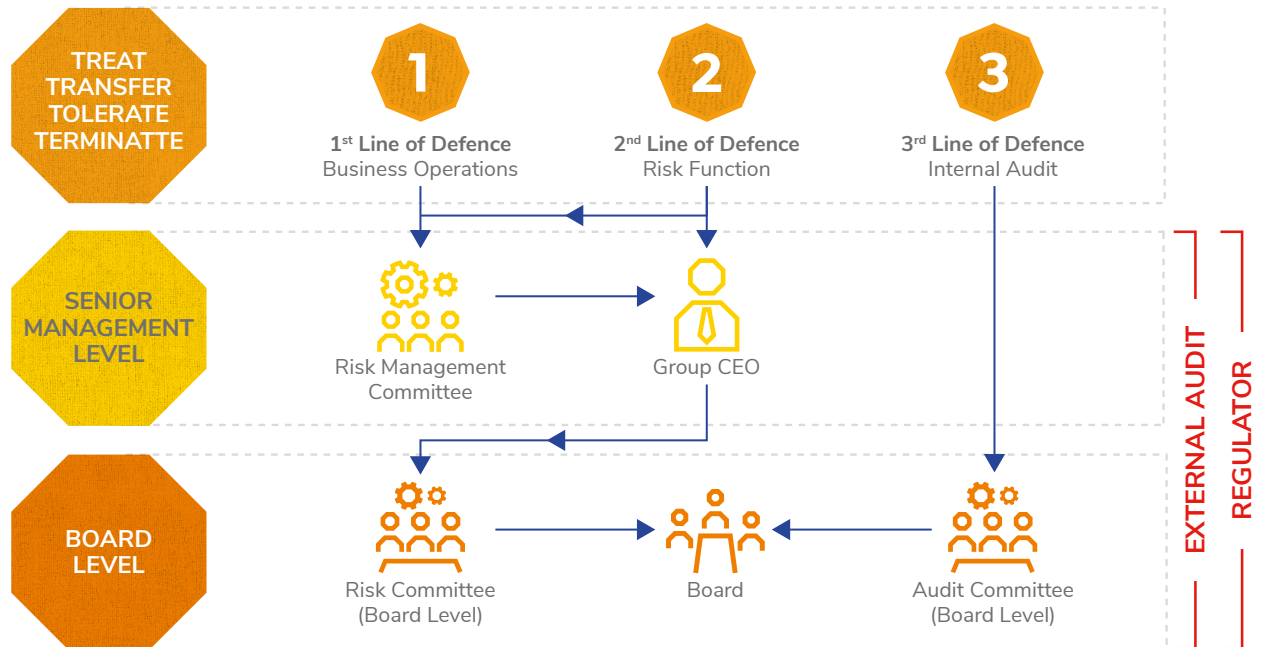 TREAT
TRANSFER
TOLERATE
TERMINATTE
1
2
3
1st Line of Defence
Business Operations
2nd Line of Defence
Risk Function
3rd Line of Defence
Internal Audit
SENIOR
MANAGEMENT
LEVEL
Risk Management
Committee
Group CEO
EXTERNAL AUDIT
REGULATOR
BOARD
LEVEL
Risk Committee
(Board Level)
Board
Audit Committee
(Board Level)